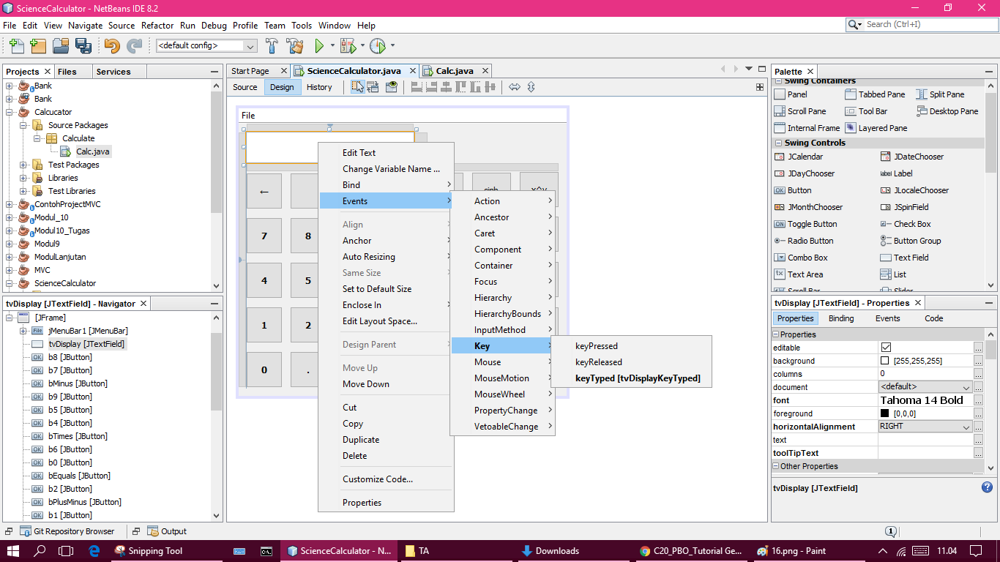 ScienceCalculator - NetBeans IDE 8.2
File Edit View Navigate Source Refactor Run Debug Profile Team Tools Window Help
Search (Ctrl+I)
<default config>
Projects Files Services
Bank
Bank
Calcucator
Source Packages
Calculate
Calc.java
Test Packages
Libraries
Test Libraries
ContohProjectMVC
Modul_10
Modul10_Tugas
Modul9
ModulLanjutan
MVC
ScienceCalculator
tvDisplay [JTextField] - Navigator
[JFrame]
jMenuBar1 [JMenuBar]
tvDisplay [JTextField]
b8 [JButton]
b7 [JButton]
bMinus [JButton]
b9 [JButton]
b5 [JButton]
b4 [JButton]
bTimes [JButton]
b6 [JButton]
b0 [JButton]
bEquals [JButton]
b2 [JButton]
bPlusMinus [JButton]
b1 [JButton]
Start Page ScienceCalculator.java Calc.java
Source Design History
File
←
7 8
4 5
1 2
0 .
sinh x^y
Edit Text
Change Variable Name ...
Bind
Events
Align
Anchor
Auto Resizing
Same Size
Set to Default Size
Enclose In
Edit Layout Space...
Design Parent
Move Up
Move Down
Cut
Copy
Duplicate
Delete
Customize Code...
Properties
Action
Ancestor
Caret
Component
Container
Focus
Hierarchy
HierarchyBounds
InputMethod
Key
Mouse
MouseMotion
MouseWheel
PropertyChange
VetoableChange
keyPressed
keyReleased
keyTyped [tvDisplayKeyTyped]
Palette
Swing Containers
Panel Tabbed Pane Split Pane
Scroll Pane Tool Bar Desktop Pane
Internal Frame Layered Pane
Swing Controls
JCalendar JDateChooser
JDayChooser label Label
OK Button JLocaleChooser
JMonthChooser JSpinField
ON Toggle Button Check Box
Radio Button Button Group
Combo Box Text Field
Text Area List
Scroll Bar Slider
tvDisplay [JTextField] - Properties
Properties Binding Events Code
Properties
editable
background [255,255,255]
columns 0
document <default>
font Tahoma 14 Bold
foreground [0,0,0]
horizontalAlignment RIGHT
text
toolTipText
Other Properties
tvDisplay [JTextField]
Git Repository Browser Output
1
Snipping Tool ScienceCalculator - N... TA Downloads C20_PBO_Tutorial Ge... 16.png - Paint 11.04